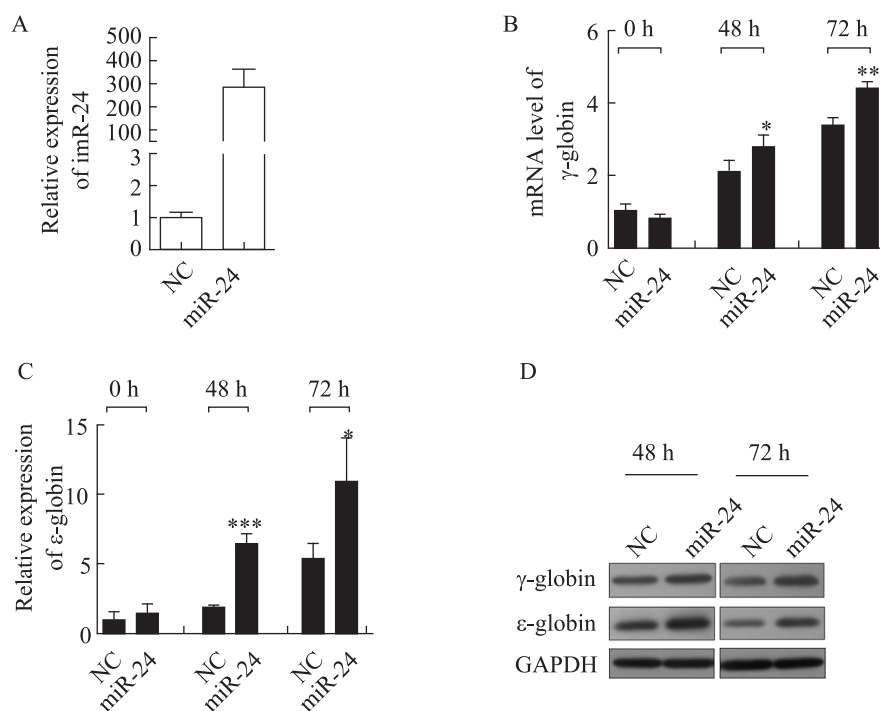 A
Relative expression
of imR-24
500
400
300
200
100
3
2
1
0
NC
miR-24
B
0 h
48 h
72 h
mRNA level of
γ-globin
6
4
2
0
*
**
NC
miR-24
NC
miR-24
NC
miR-24
C
0 h
48 h
72 h
Relative expression
of ε-globin
15
10
5
0
***
*
NC
miR-24
NC
miR-24
NC
miR-24
D
48 h
72 h
NC
miR-24
NC
miR-24
γ-globin
ε-globin
GAPDH